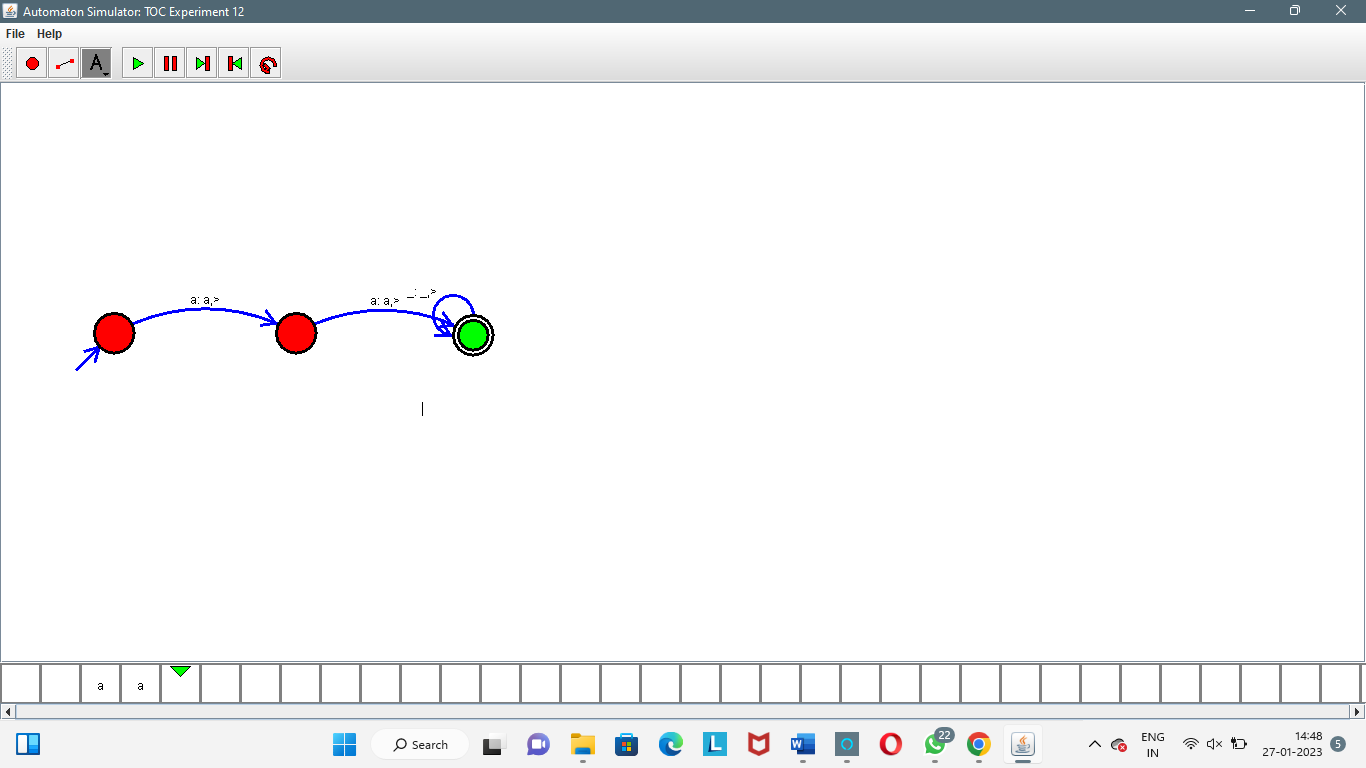 Automaton Simulator: TOC Experiment 12
File Help
A
a: a,> a: a,> _: _,>
a a
Search
22
ENG
IN
14:48
27-01-2023
5